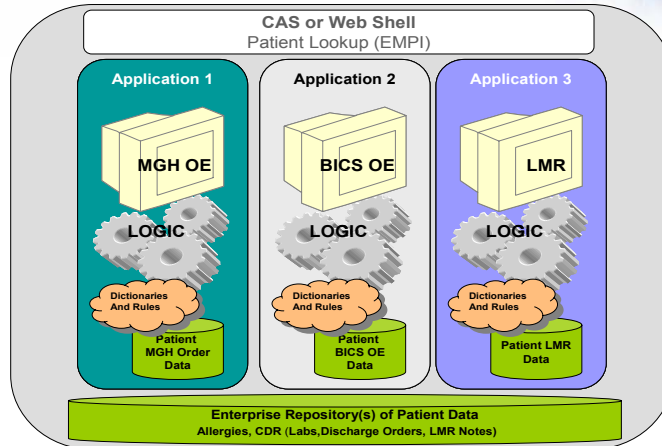 CAS or Web Shell
Patient Lookup (EMPI)
Application 1
MGH OE
LOGIC
Dictionaries
And Rules
Patient
MGH Order
Data
Application 2
BICS OE
LOGIC
Dictionaries
And Rules
Patient
BICS OE
Data
Application 3
LMR
LOGIC
Dictionaries
And Rules
Patient LMR
Data
Enterprise Repository(s) of Patient Data
Allergies, CDR (Labs,Discharge Orders, LMR Notes)